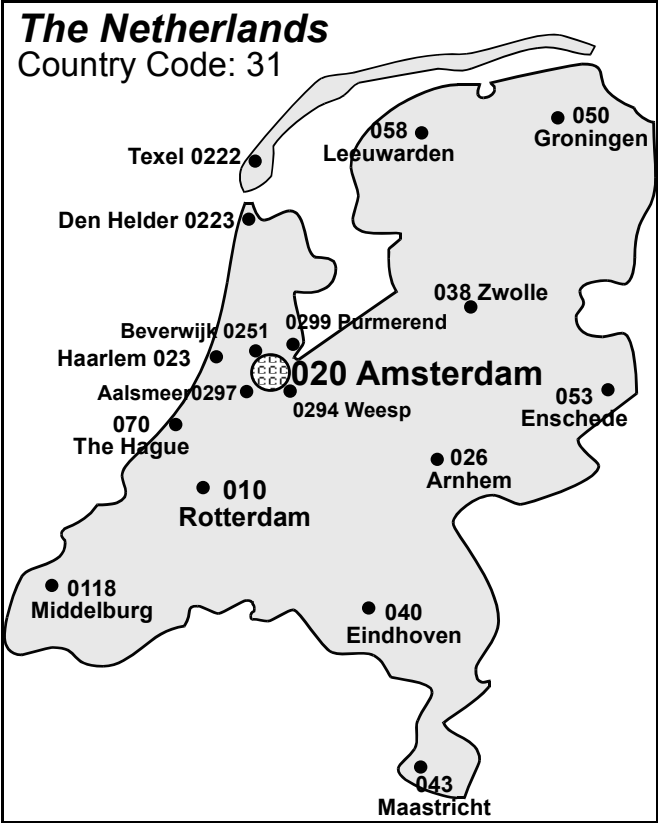 The Netherlands
Country Code: 31
050
Groningen
058
Leeuwarden
Texel 0222
Den Helder 0223
038 Zwolle
0299 Purmerend
Beverwijk 0251
Haarlem 023
020 Amsterdam
Aalsmeer0297
0294 Weesp
053
Enschede
070
The Hague
026
Arnhem
010
Rotterdam
0118
Middelburg
040
Eindhoven
043
Maastricht